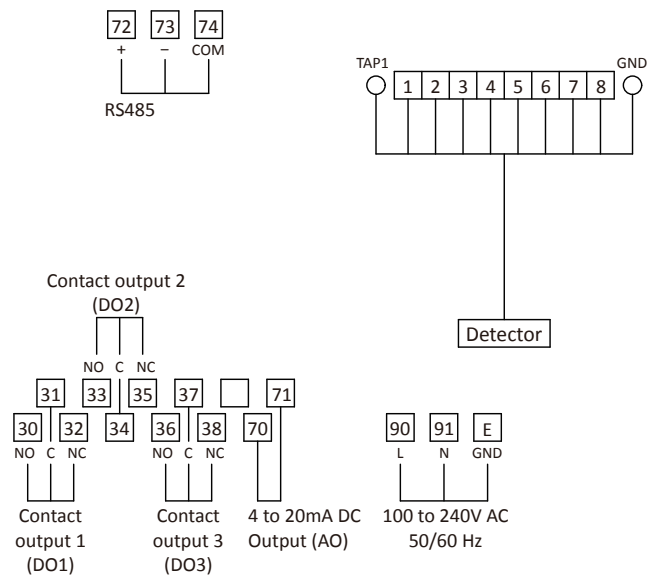 72 73 74
+ – COM
RS485
TAP1 GND
1 2 3 4 5 6 7 8
Detector
Contact output 2
(DO2)
NO C NC
31 33 35 37 71
30 32 34 36 38 70
NO C NC NO C NC
Contact
output 1
(DO1)
Contact
output 3
(DO3)
4 to 20mA DC
Output (AO)
90 91 E
L N GND
100 to 240V AC
50/60 Hz